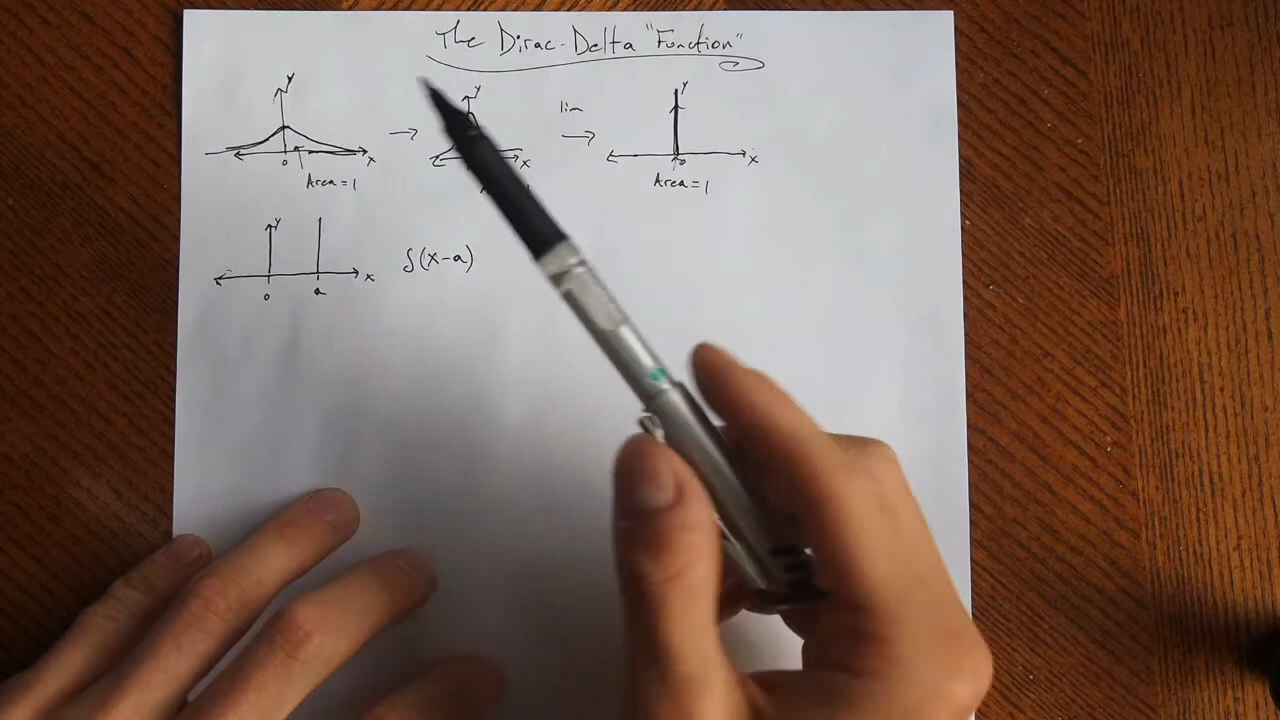 The Dirac-Delta "Function"
y y lim y
0 x x 0 x
Area=1 Area=1
y
x δ(x-a)
0 a